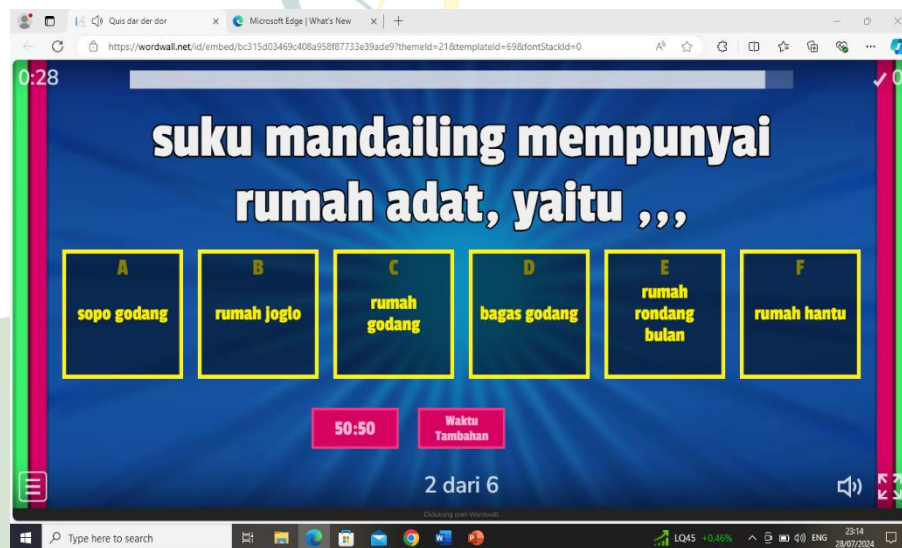 Quis dar der dor
Microsoft Edge | What's New
https://wordwall.net/id/embed/bc315d03469c408a958f87733e39ade9?themeId=21&templateId=69&fontStackId=0
0:28
0
suku mandailing mempunyai
rumah adat, yaitu ,,,
A
sopo godang
B
rumah joglo
C
rumah
godang
D
bagas godang
E
rumah
rondang
bulan
F
rumah hantu
50:50
Waktu
Tambahan
2 dari 6
Didukung oleh Wordwall
Type here to search
LQ45 +0,46%
ENG
23:14
28/07/2024